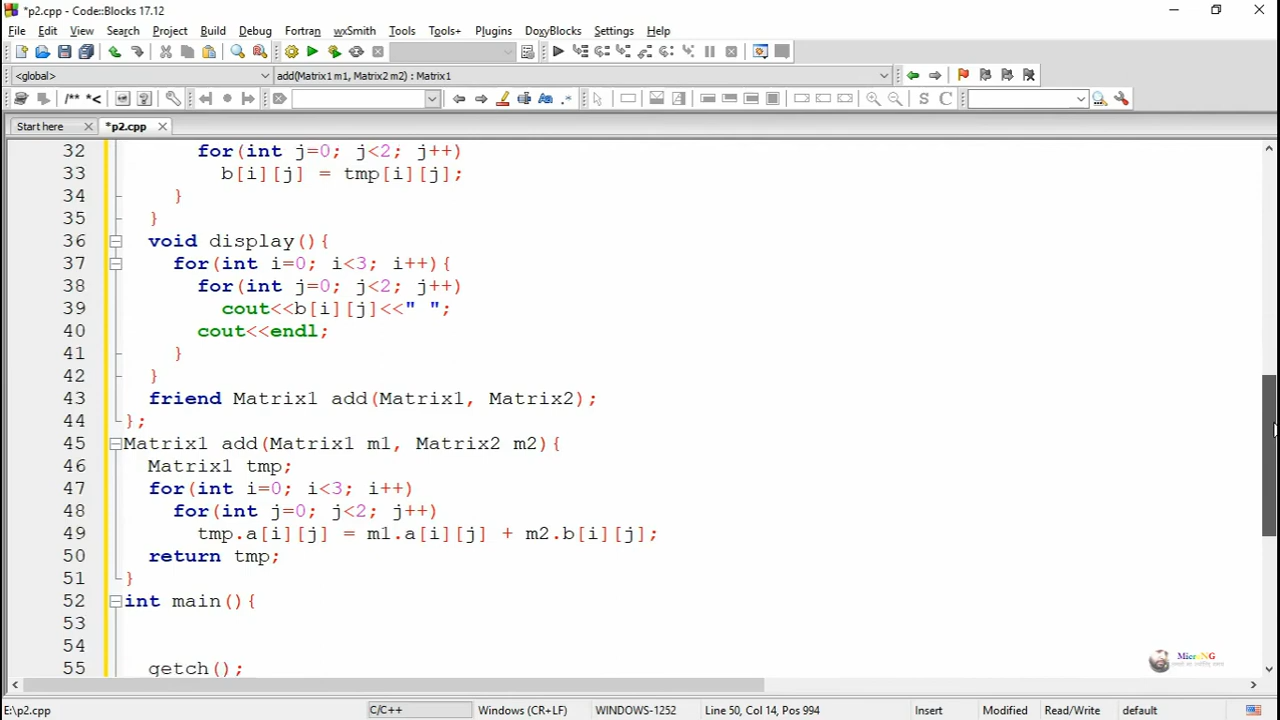 *p2.cpp - Code::Blocks 17.12
File Edit View Search Project Build Debug Fortran wxSmith Tools Tools+ Plugins DoxyBlocks Settings Help
<global> add(Matrix1 m1, Matrix2 m2) : Matrix1
/** *<
S C
Start here *p2.cpp
32 for(int j=0; j<2; j++)
33 b[i][j] = tmp[i][j];
34 }
35 }
36 void display(){
37 for(int i=0; i<3; i++){
38 for(int j=0; j<2; j++)
39 cout<<b[i][j]<<" ";
40 cout<<endl;
41 }
42 }
43 friend Matrix1 add(Matrix1, Matrix2);
44 };
45 Matrix1 add(Matrix1 m1, Matrix2 m2){
46 Matrix1 tmp;
47 for(int i=0; i<3; i++)
48 for(int j=0; j<2; j++)
49 tmp.a[i][j] = m1.a[i][j] + m2.b[i][j];
50 return tmp;
51 }
52 int main(){
53
54
55 getch();
MicroNG
E:\p2.cpp C/C++ Windows (CR+LF) WINDOWS-1252 Line 50, Col 14, Pos 994 Insert Modified Read/Write default